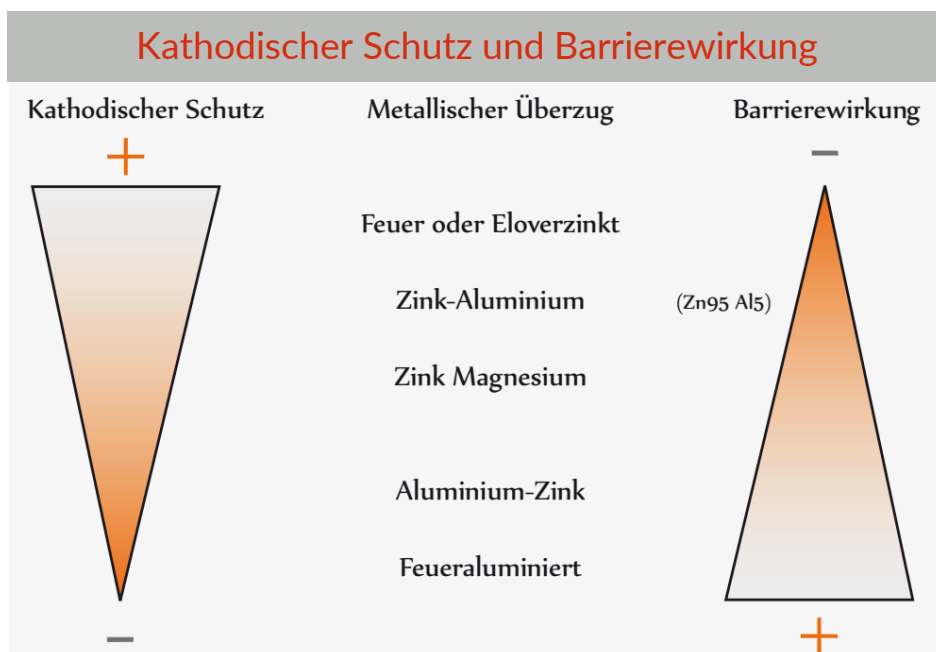 Kathodischer Schutz und Barrierewirkung
Kathodischer Schutz
Metallischer Überzug
Barrierewirkung
+
−
Feuer oder Eloverzinkt
Zink-Aluminium
(Zn95 Al5)
Zink Magnesium
Aluminium-Zink
Feueraluminiert
−
+